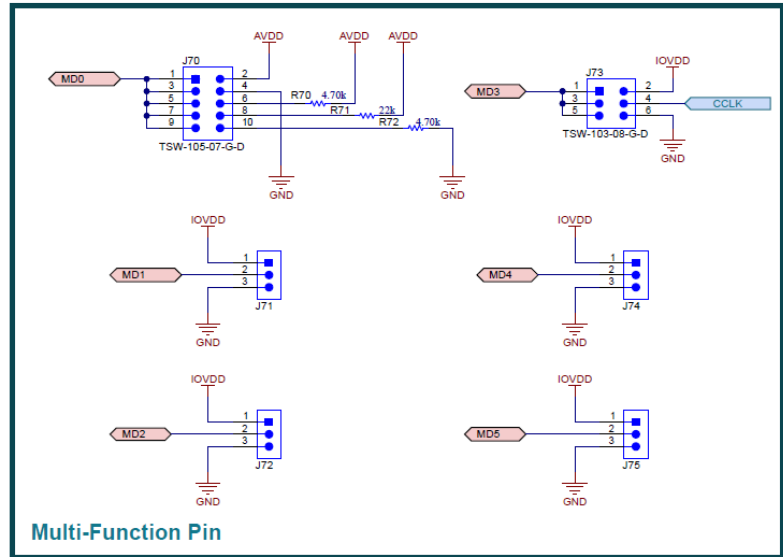 AVDD
AVDD
AVDD
J70
MD0
1
2
3
4
5
6
7
8
9
10
R70
4.70k
R71
22k
R72
4.70k
TSW-105-07-G-D
GND
GND
IOVDD
J73
MD3
1
2
3
4
5
6
CCLK
TSW-103-08-G-D
GND
IOVDD
MD1
1
2
3
J71
GND
IOVDD
MD4
1
2
3
J74
GND
IOVDD
MD2
1
2
3
J72
GND
IOVDD
MD5
1
2
3
J75
GND
Multi-Function Pin